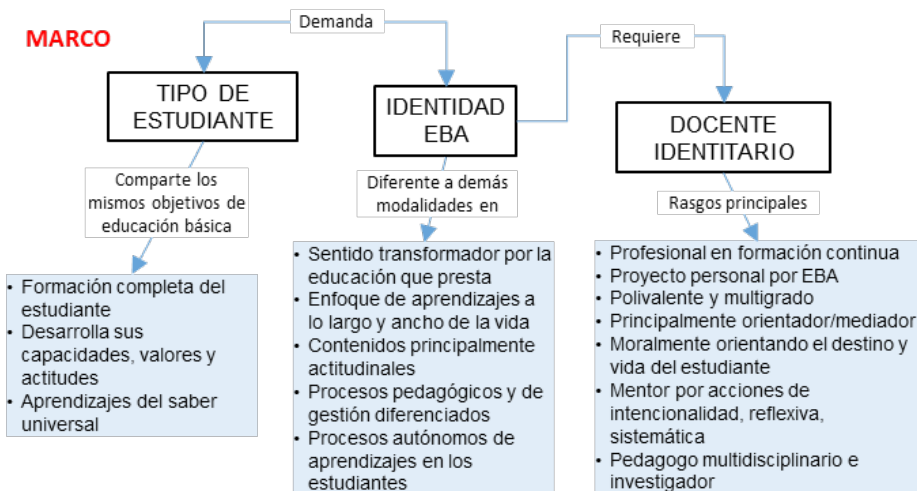 MARCO
Demanda
Requiere
TIPO DE
ESTUDIANTE
IDENTIDAD
EBA
DOCENTE
IDENTITARIO
Comparte los
mismos objetivos de
educación básica
Diferente a demás
modalidades en
Rasgos principales
• Formación completa del
estudiante
• Desarrolla sus
capacidades, valores y
actitudes
• Aprendizajes del saber
universal
• Sentido transformador por la
educación que presta
• Enfoque de aprendizajes a
lo largo y ancho de la vida
• Contenidos principalmente
actitudinales
• Procesos pedagógicos y de
gestión diferenciados
• Procesos autónomos de
aprendizajes en los
estudiantes
• Profesional en formación continua
• Proyecto personal por EBA
• Polivalente y multigrado
• Principalmente orientador/mediador
• Moralmente orientando el destino y
vida del estudiante
• Mentor por acciones de
intencionalidad, reflexiva,
sistemática
• Pedagogo multidisciplinario e
investigador